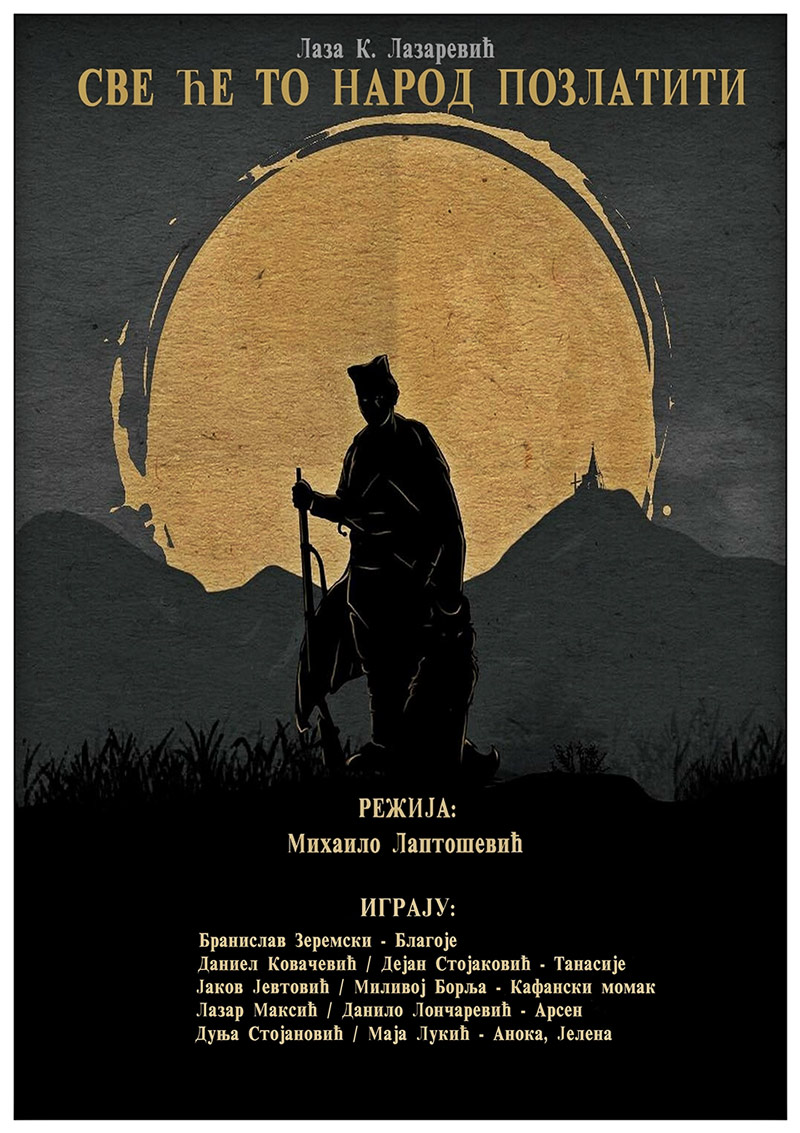 Лаза К. Лазаревић
СВЕ ЋЕ ТО НАРОД ПОЗЛАТИТИ
РЕЖИЈА:
Михаило Лаптошевић
ИГРАЈУ:
Бранислав Зеремски - Благоје
Даниел Ковачевић / Дејан Стојаковић - Танасије
Јаков Јевтовић / Миливој Борља - Кафански момак
Лазар Максић / Данило Лончаревић - Арсен
Дуња Стојановић / Маја Лукић - Анока, Јелена